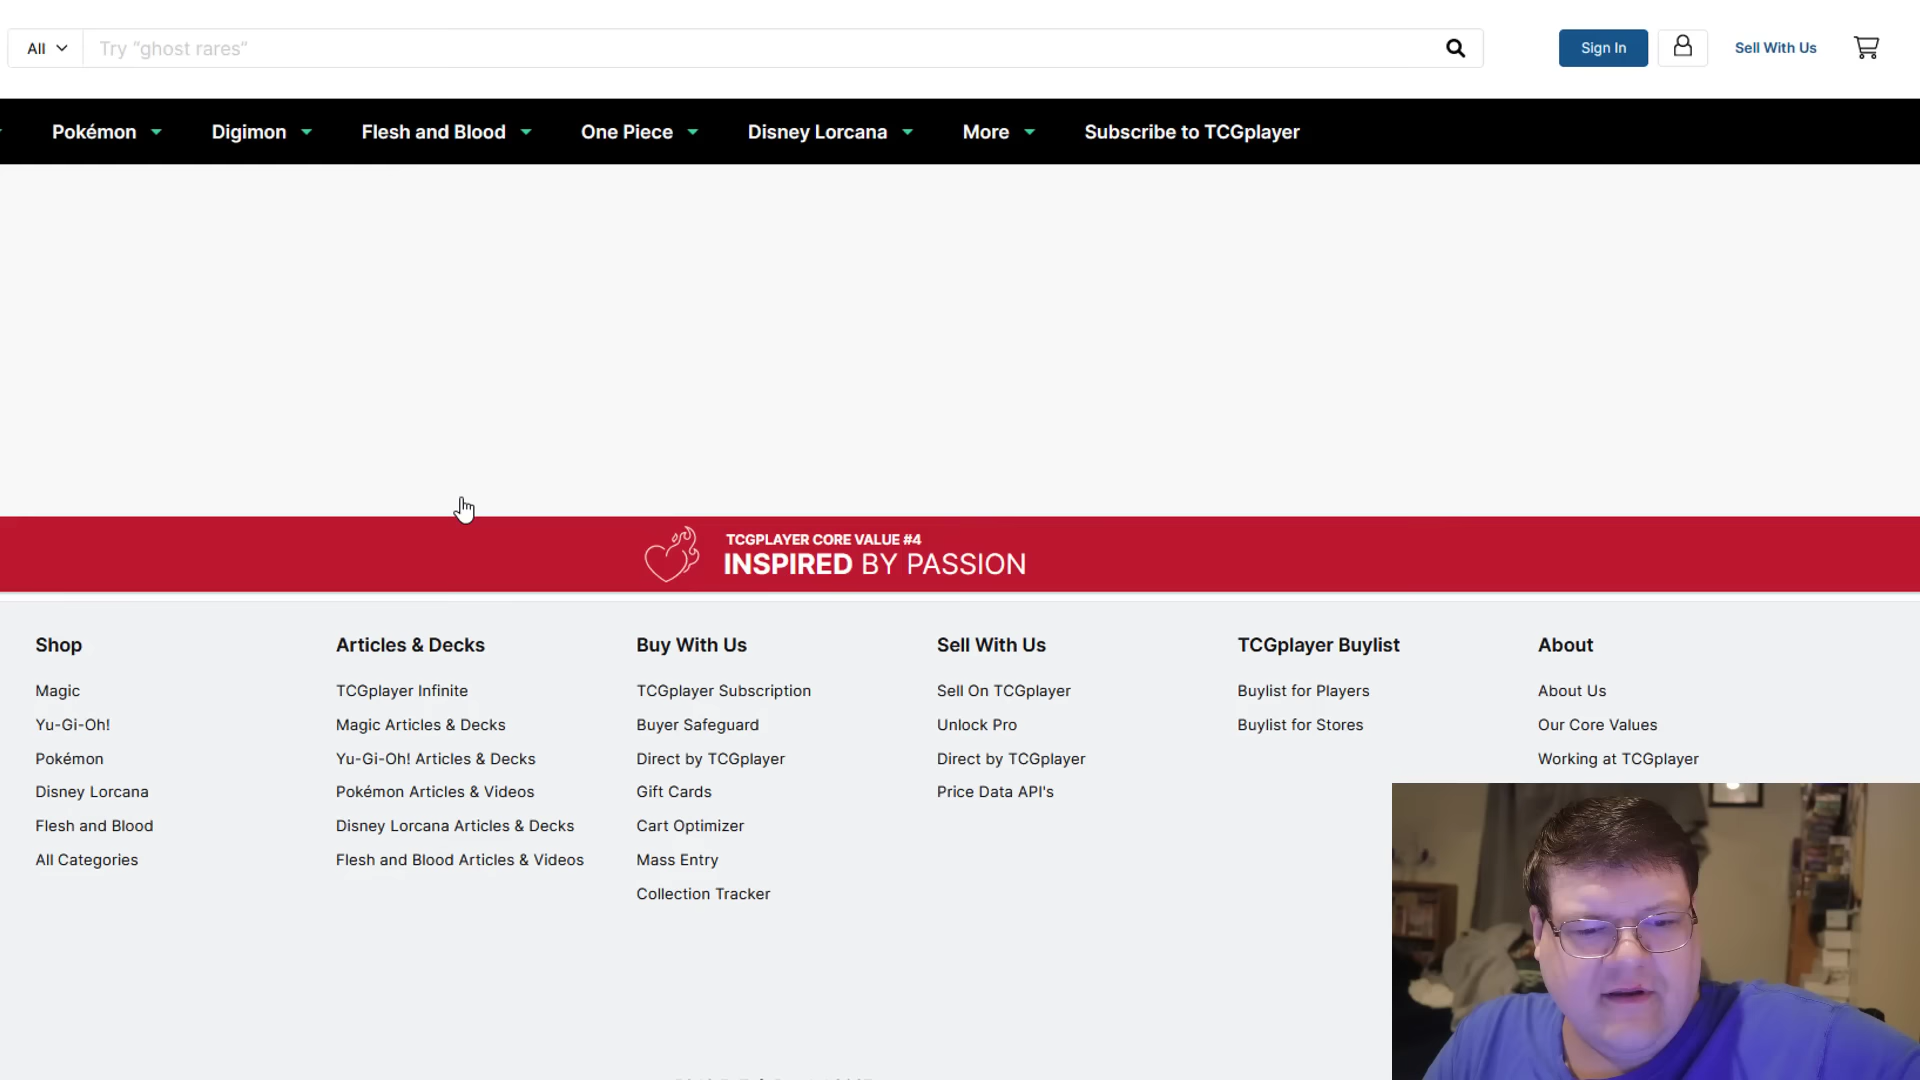 All
Try "ghost rares"
Sign In
Sell With Us
Pokémon
Digimon
Flesh and Blood
One Piece
Disney Lorcana
More
Subscribe to TCGplayer
TCGPLAYER CORE VALUE #4
INSPIRED BY PASSION
Shop
Magic
Yu-Gi-Oh!
Pokémon
Disney Lorcana
Flesh and Blood
All Categories
Articles & Decks
TCGplayer Infinite
Magic Articles & Decks
Yu-Gi-Oh! Articles & Decks
Pokémon Articles & Videos
Disney Lorcana Articles & Decks
Flesh and Blood Articles & Videos
Buy With Us
TCGplayer Subscription
Buyer Safeguard
Direct by TCGplayer
Gift Cards
Cart Optimizer
Mass Entry
Collection Tracker
Sell With Us
Sell On TCGplayer
Unlock Pro
Direct by TCGplayer
Price Data API's
TCGplayer Buylist
Buylist for Players
Buylist for Stores
About
About Us
Our Core Values
Working at TCGplayer